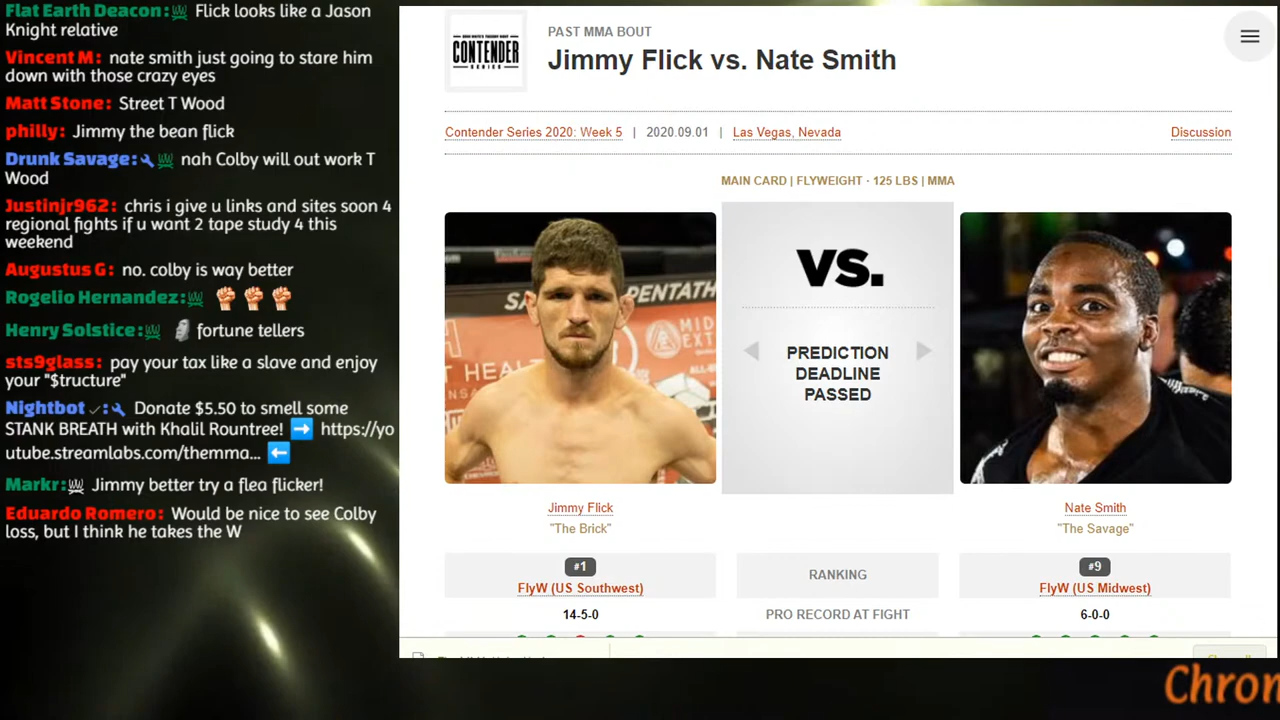 Flat Earth Deacon: Flick looks like a Jason
Knight relative
Vincent M: nate smith just going to stare him
down with those crazy eyes
Matt Stone: Street T Wood
philly: Jimmy the bean flick
Drunk Savage: nah Colby will out work T
Wood
Justinjr962: chris i give u links and sites soon 4
regional fights if u want 2 tape study 4 this
weekend
Augustus G: no. colby is way better
Rogelio Hernandez: ✊🏼 ✊🏼 ✊🏼
Henry Solstice: 🗿 fortune tellers
sts9glass: pay your tax like a slave and enjoy
your "$tructure"
Nightbot ✓: Donate $5.50 to smell some
STANK BREATH with Khalil Rountree! ➡️ https://yo
utube.streamlabs.com/themma... ⬅️
Markr: Jimmy better try a flea flicker!
Eduardo Romero: Would be nice to see Colby
loss, but I think he takes the W
CONTENDER
SERIES
PAST MMA BOUT
Jimmy Flick vs. Nate Smith
Contender Series 2020: Week 5 | 2020.09.01 | Las Vegas, Nevada
Discussion
MAIN CARD | FLYWEIGHT · 125 LBS | MMA
VS.
PREDICTION
DEADLINE
PASSED
PENTATH
Jimmy Flick
"The Brick"
Nate Smith
"The Savage"
#1
FlyW (US Southwest)
RANKING
#9
FlyW (US Midwest)
14-5-0
PRO RECORD AT FIGHT
6-0-0
Chron